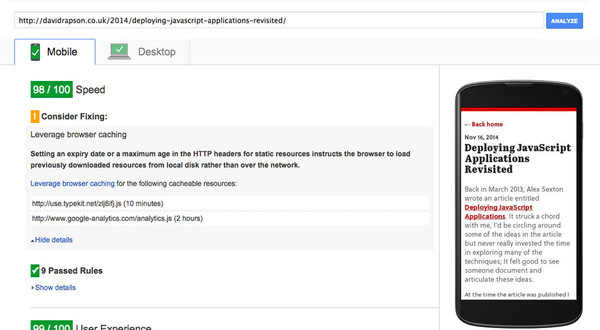 http://davidrapson.co.uk/2014/deploying-javascript-applications-revisited/
ANALYZE
Mobile
Desktop
98 / 100 Speed
! Consider Fixing:
Leverage browser caching
Setting an expiry date or a maximum age in the HTTP headers for static resources instructs the browser to load
previously downloaded resources from local disk rather than over the network.
Leverage browser caching for the following cacheable resources:
http://use.typekit.net/zlj6ifj.js (10 minutes)
http://www.google-analytics.com/analytics.js (2 hours)
Hide details
9 Passed Rules
Show details
99 / 100 User Experience
← Back home
Nov 16, 2014
Deploying JavaScript
Applications
Revisited
Back in March 2013, Alex Sexton
wrote an article entitled
Deploying JavaScript
Applications. It struck a chord
with me, I'd be circling around
some of the ideas in the article
but never really invested the time
in exploring many of the
techniques; It felt good to see
someone document and
articulate these ideas.
At the time the article was published I